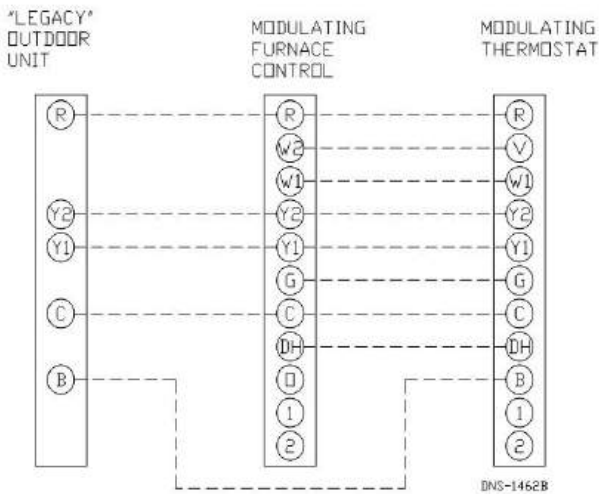 "LEGACY"
OUTDOOR
UNIT
MODULATING
FURNACE
CONTROL
MODULATING
THERMOSTAT
R R R
W2 V
W1 W1
Y2 Y2 Y2
Y1 Y1 Y1
G G
C C C
DH DH
B O B
1 1
2 2
DNS-1462B